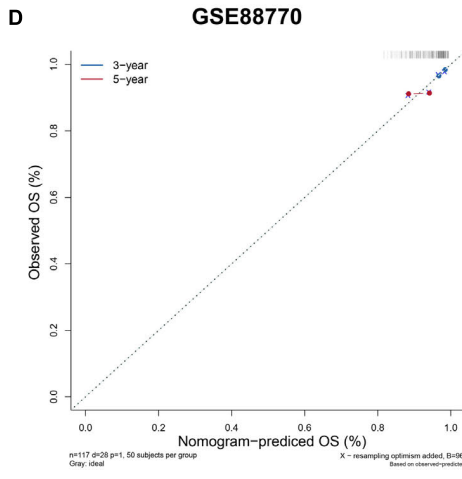 D
GSE88770
3−year
5−year
Observed OS (%)
1.0
0.8
0.6
0.4
0.2
0.0
0.0 0.2 0.4 0.6 0.8 1.0
Nomogram−prediced OS (%)
n=117 d=28 p=1, 50 subjects per group
Gray: ideal
X − resampling optimism added, B=96
Based on observed−predicte